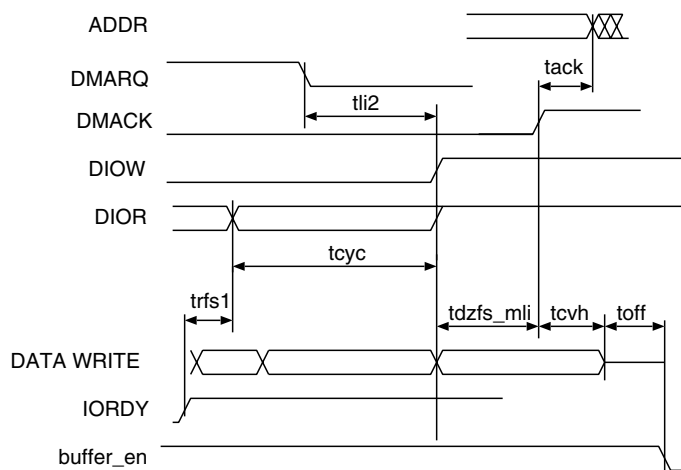 ADDR
tack
DMARQ
tli2
DMACK
DIOW
DIOR
tcyc
trfs1
tdzfs_mli tcvh toff
DATA WRITE
IORDY
buffer_en